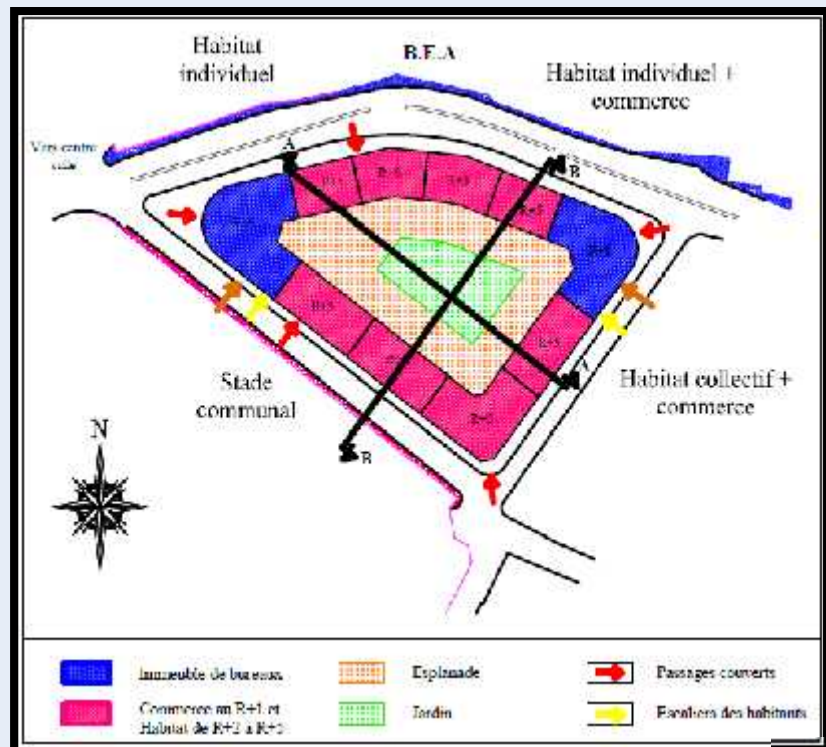 Habitat
individuel
B.E.A
Habitat individuel +
commerce
Vers centre
ville
A
B
R+5
R+5
R+5
R+5
R+5
R+5
Stade
communal
A
Habitat collectif +
commerce
B
N
Immeuble de bureaux
Esplanade
Passages couverts
Commerce au R+1 et
Habitat de R+2 à R+5
Jardin
Escaliers des habitants